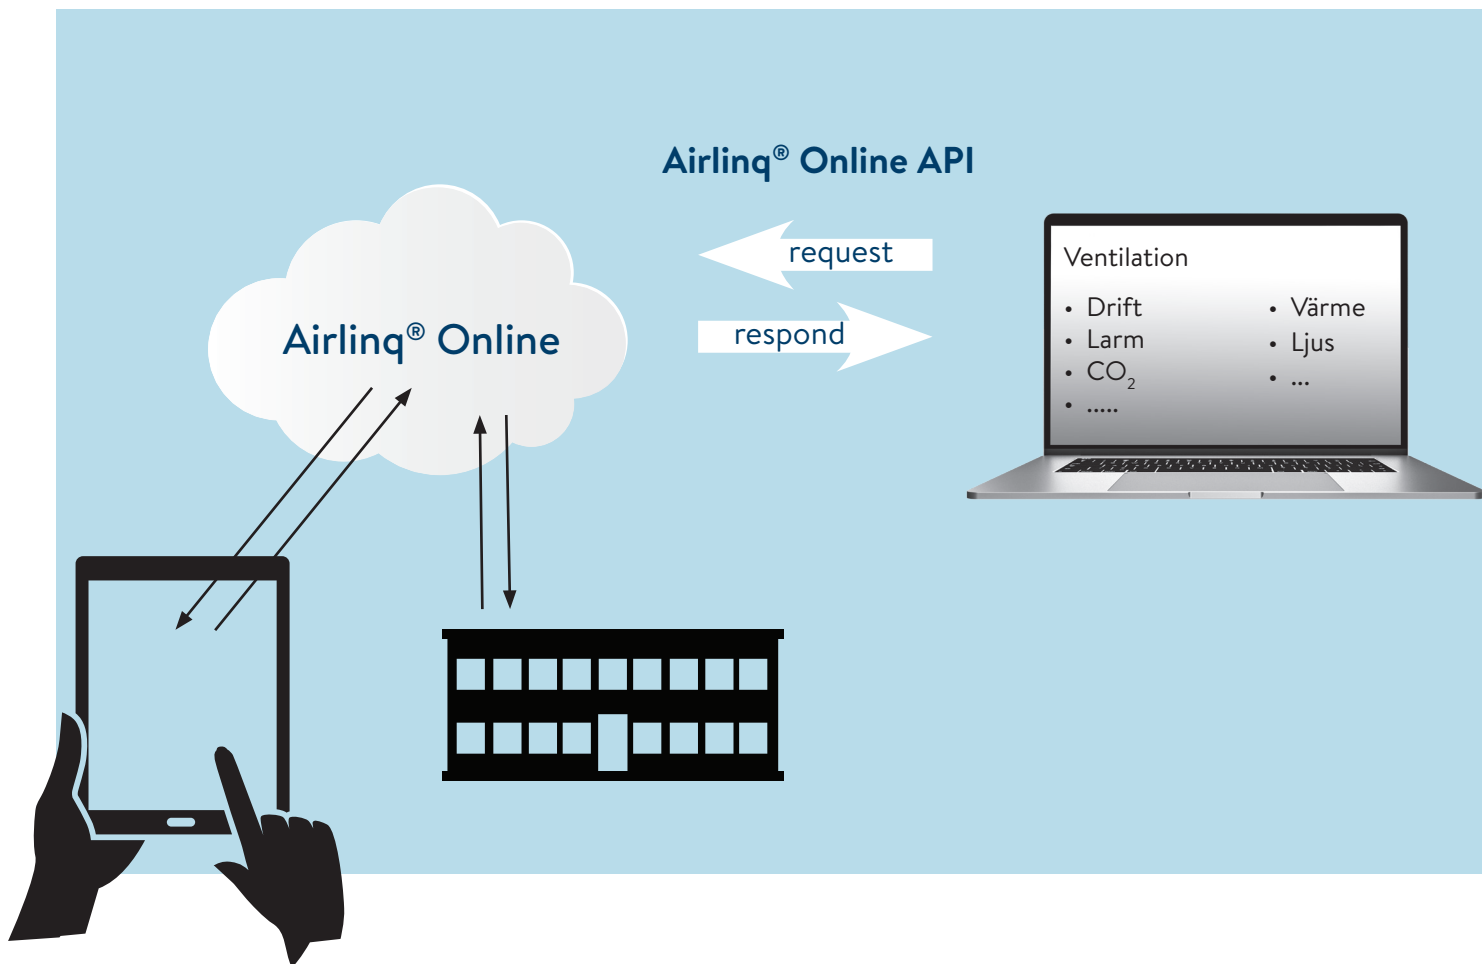 Airlinq® Online API
request
respond
Airlinq® Online
Ventilation
• Drift
• Larm
• CO₂
• .....
• Värme
• Ljus
• ...